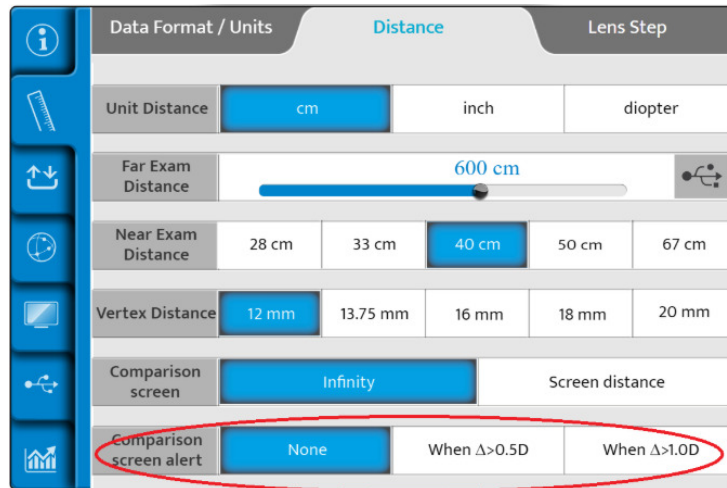 Data Format / Units
Distance
Lens Step
Unit Distance
cm
inch
diopter
Far Exam
Distance
600 cm
Near Exam
Distance
28 cm
33 cm
40 cm
50 cm
67 cm
Vertex Distance
12 mm
13.75 mm
16 mm
18 mm
20 mm
Comparison
screen
Infinity
Screen distance
Comparison
screen alert
None
When Δ>0.5D
When Δ>1.0D